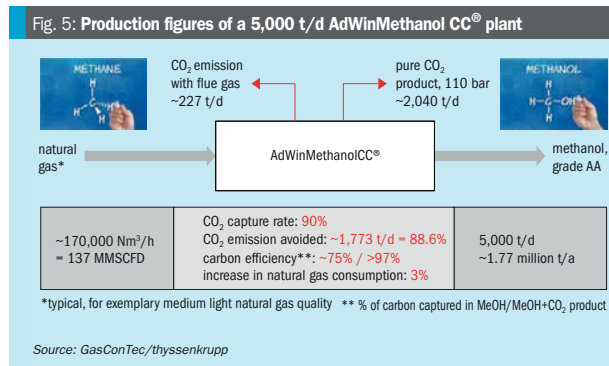 Fig. 5: Production figures of a 5,000 t/d AdWinMethanol CC® plant
METHANE
H
H
C
H
CO₂ emission
with flue gas
~227 t/d
pure CO₂
product, 110 bar
~2,040 t/d
METHANOL
H
H-C-OH
H
natural
gas*
AdWinMethanolCC®
methanol,
grade AA
~170,000 Nm³/h
= 137 MMSCFD
CO₂ capture rate: 90%
CO₂ emission avoided: ~1,773 t/d = 88.6%
carbon efficiency**: ~75% / >97%
increase in natural gas consumption: 3%
5,000 t/d
~1.77 million t/a
*typical, for exemplary medium light natural gas quality ** % of carbon captured in MeOH/MeOH+CO₂ product
Source: GasConTec/thyssenkrupp